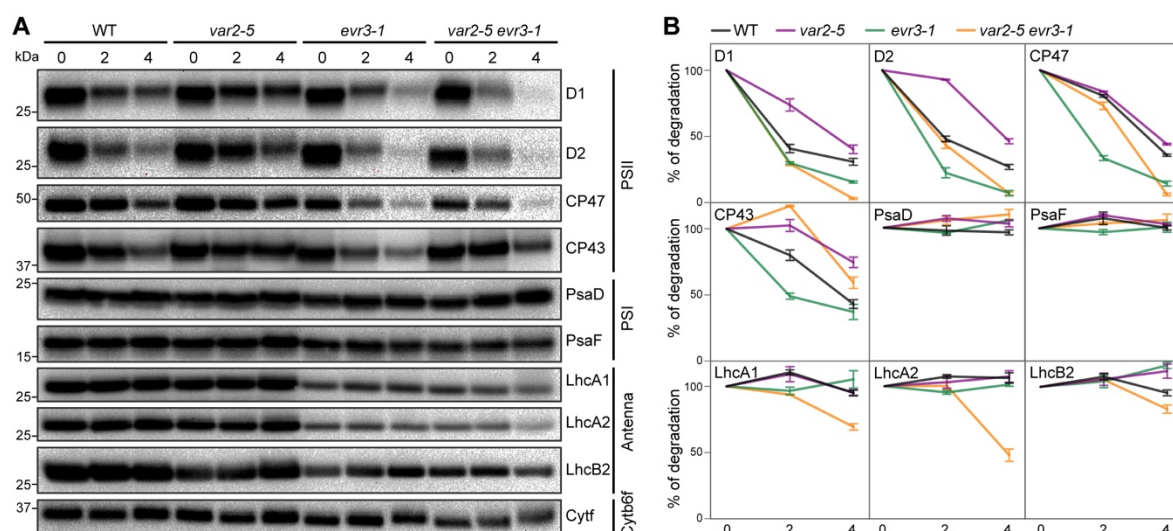 A
WT var2-5 evr3-1 var2-5 evr3-1
kDa 0 2 4 0 2 4 0 2 4 0 2 4
25 D1
25 D2
50 CP47
37 CP43
PSII
25 PsaD
15 PsaF
PSI
25 LhcA1
25 LhcA2
25 LhcB2
Antenna
37 Cytf
Cytb6f
B
WT var2-5 evr3-1 var2-5 evr3-1
D1 D2 CP47
% of degradation
100
50
0
CP43 PsaD PsaF
% of degradation
100
50
0
LhcA1 LhcA2 LhcB2
% of degradation
100
50
0 2 4 0 2 4 0 2 4